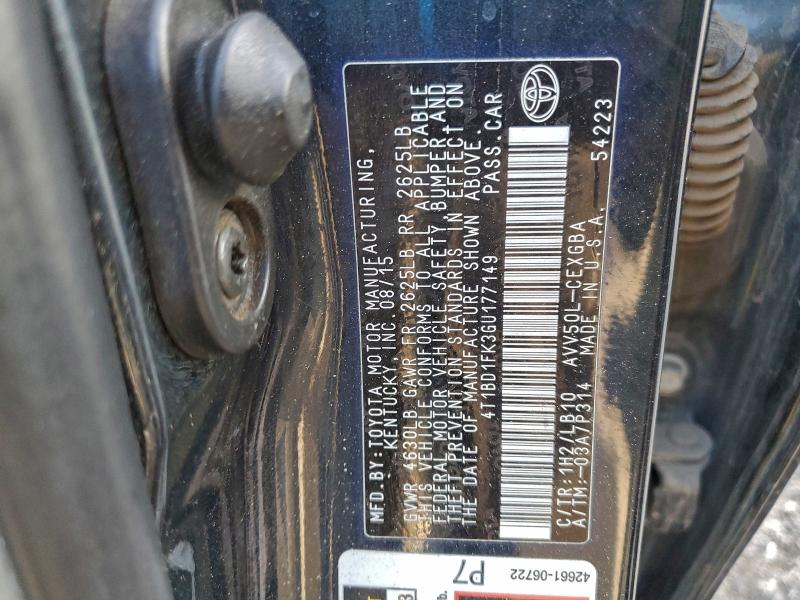 MFD.BY:TOYOTA MOTOR MANUFACTURING,
KENTUCKY, INC. 08/15
GVWR 4630LB GAWR FR 2625LB RR 2625LB
THIS VEHICLE CONFORMS TO ALL APPLICABLE
FEDERAL MOTOR VEHICLE SAFETY, BUMPER AND
THEFT PREVENTION STANDARDS IN EFFECT ON
THE DATE OF MANUFACTURE SHOWN ABOVE.
4T1BD1FK3GU177149 PASS.CAR
C/TR:1H2/LB10 AVV50L-CEXGBA
A/TM:-03A/P314 MADE IN U.S.A. 54223
P7
42661-06722